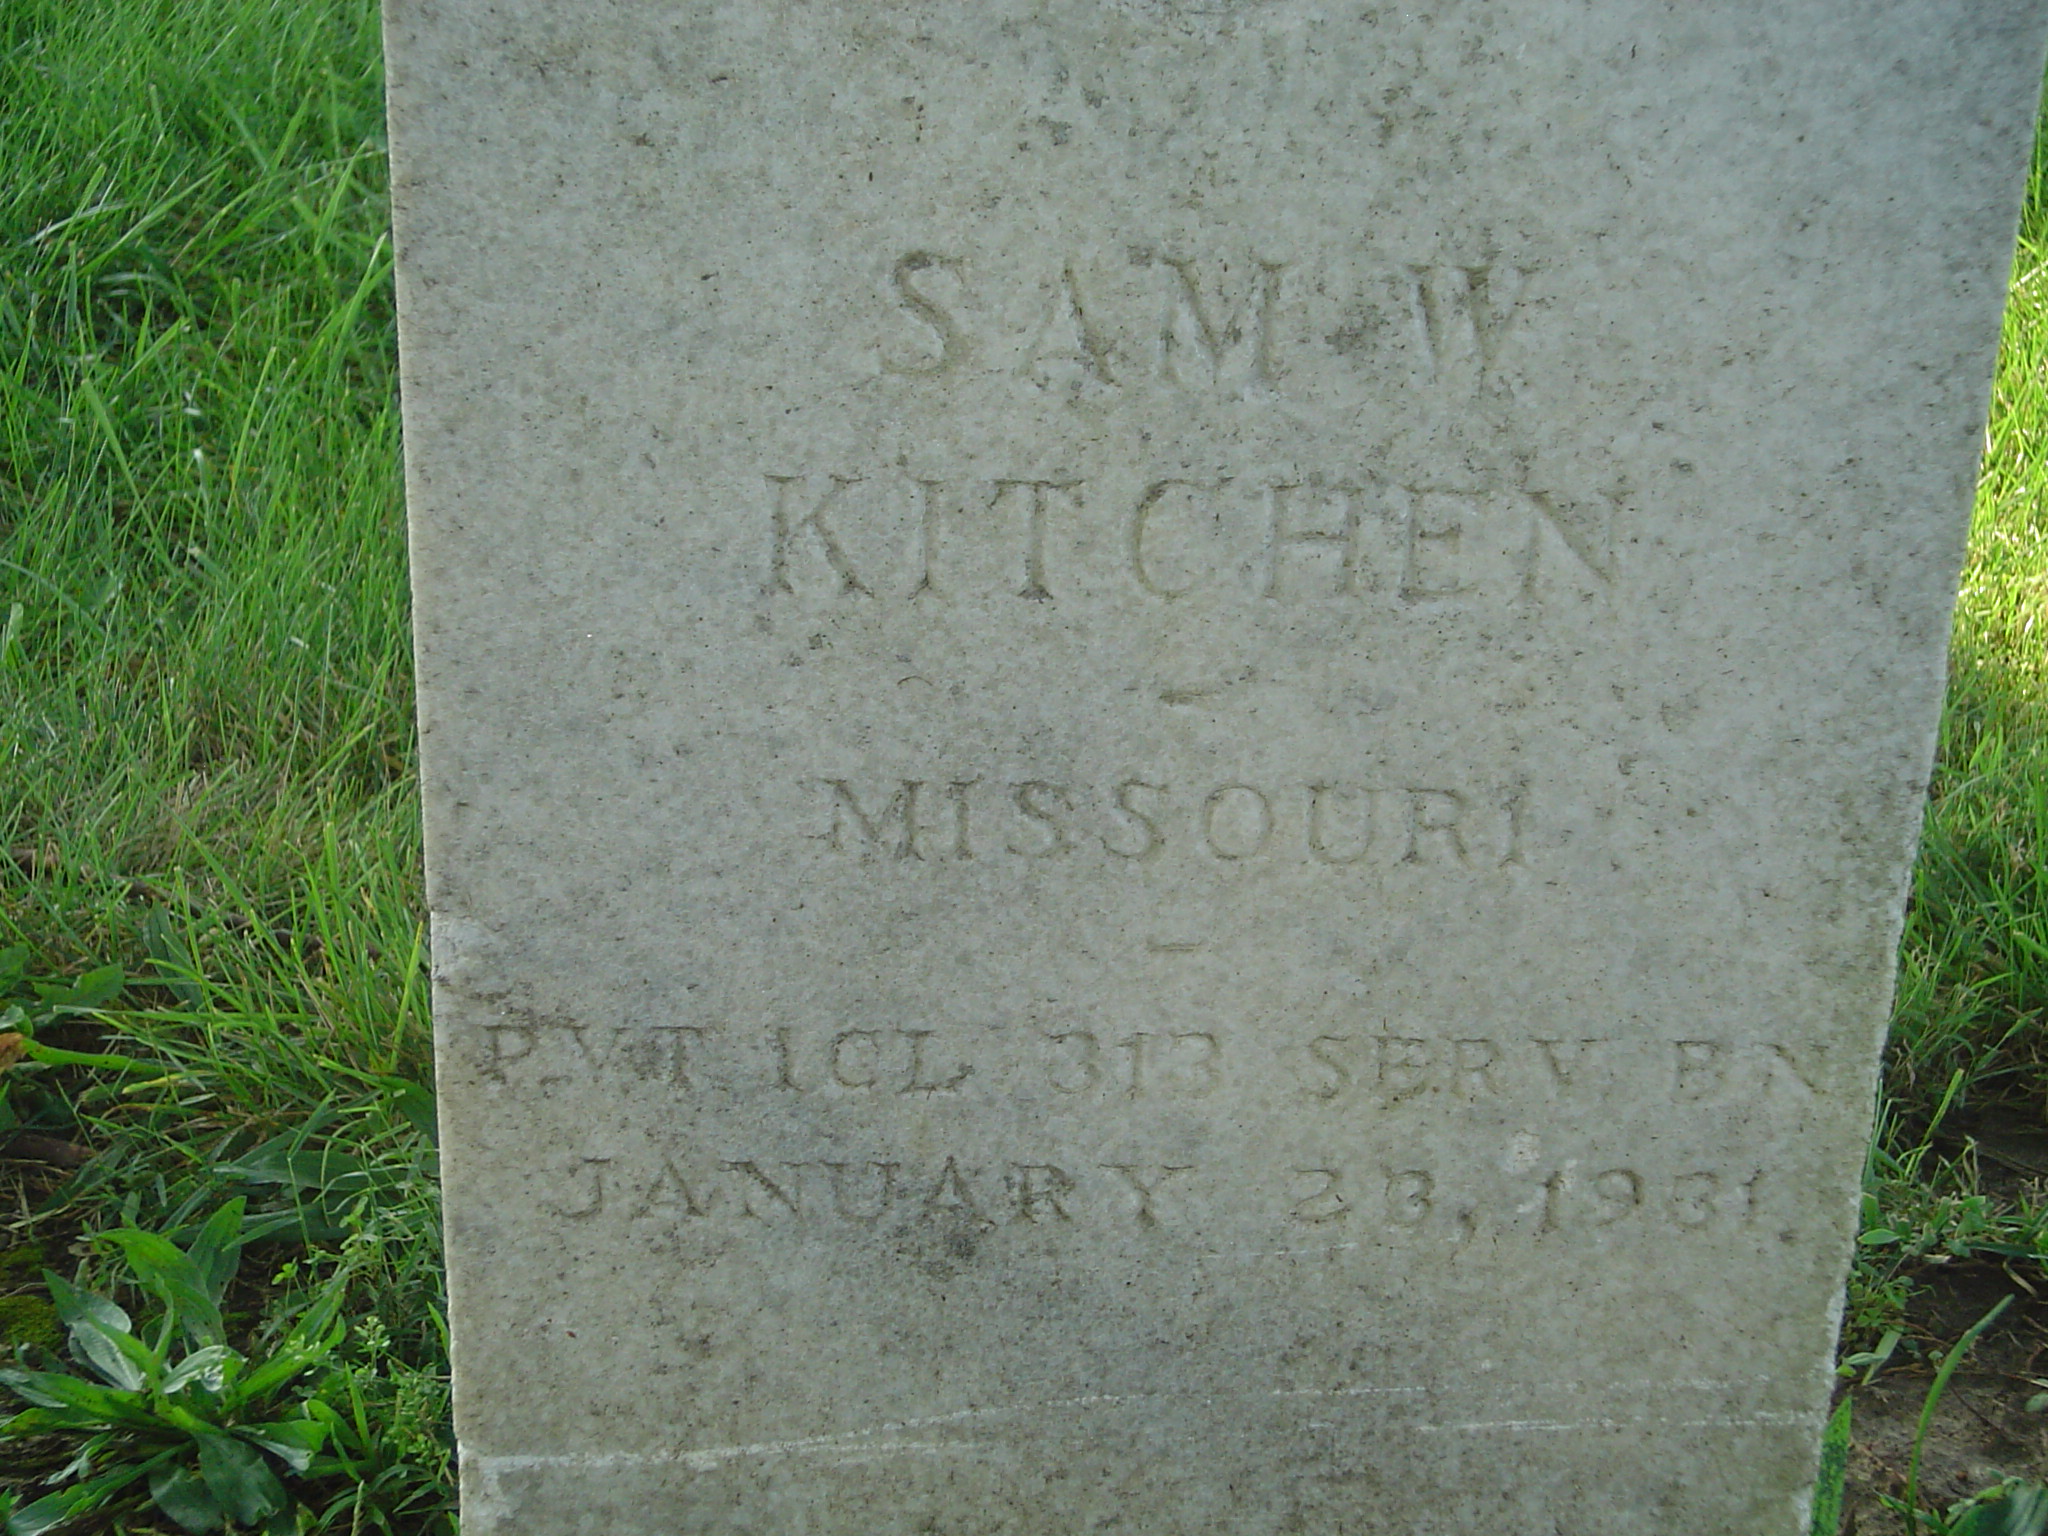 SAM W
KITCHEN
MISSOURI
PVT. 1CL. 313 SERV. BN.
JANUARY 23, 1931